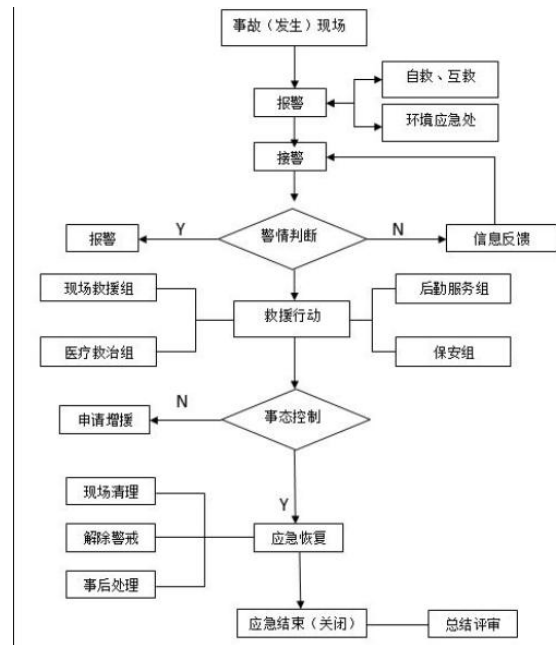 事故（发生）现场
自救、互救
报警
环境应急处
接警
Y
N
报警
警情判断
信息反馈
现场救援组
后勤服务组
救援行动
医疗救治组
保安组
N
申请增援
事态控制
现场清理
Y
解除警戒
应急恢复
事后处理
应急结束（关闭）
总结评审